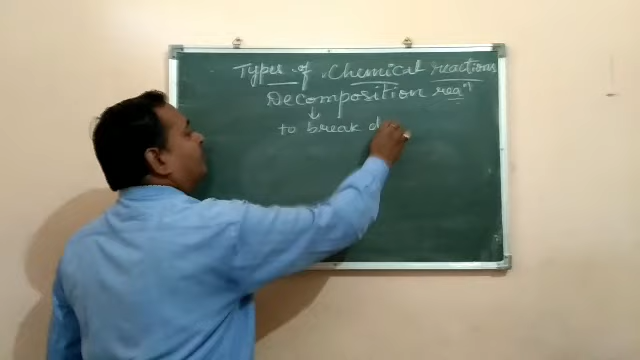 Types of Chemical reactions
Decomposition reaⁿ
↓
to break d